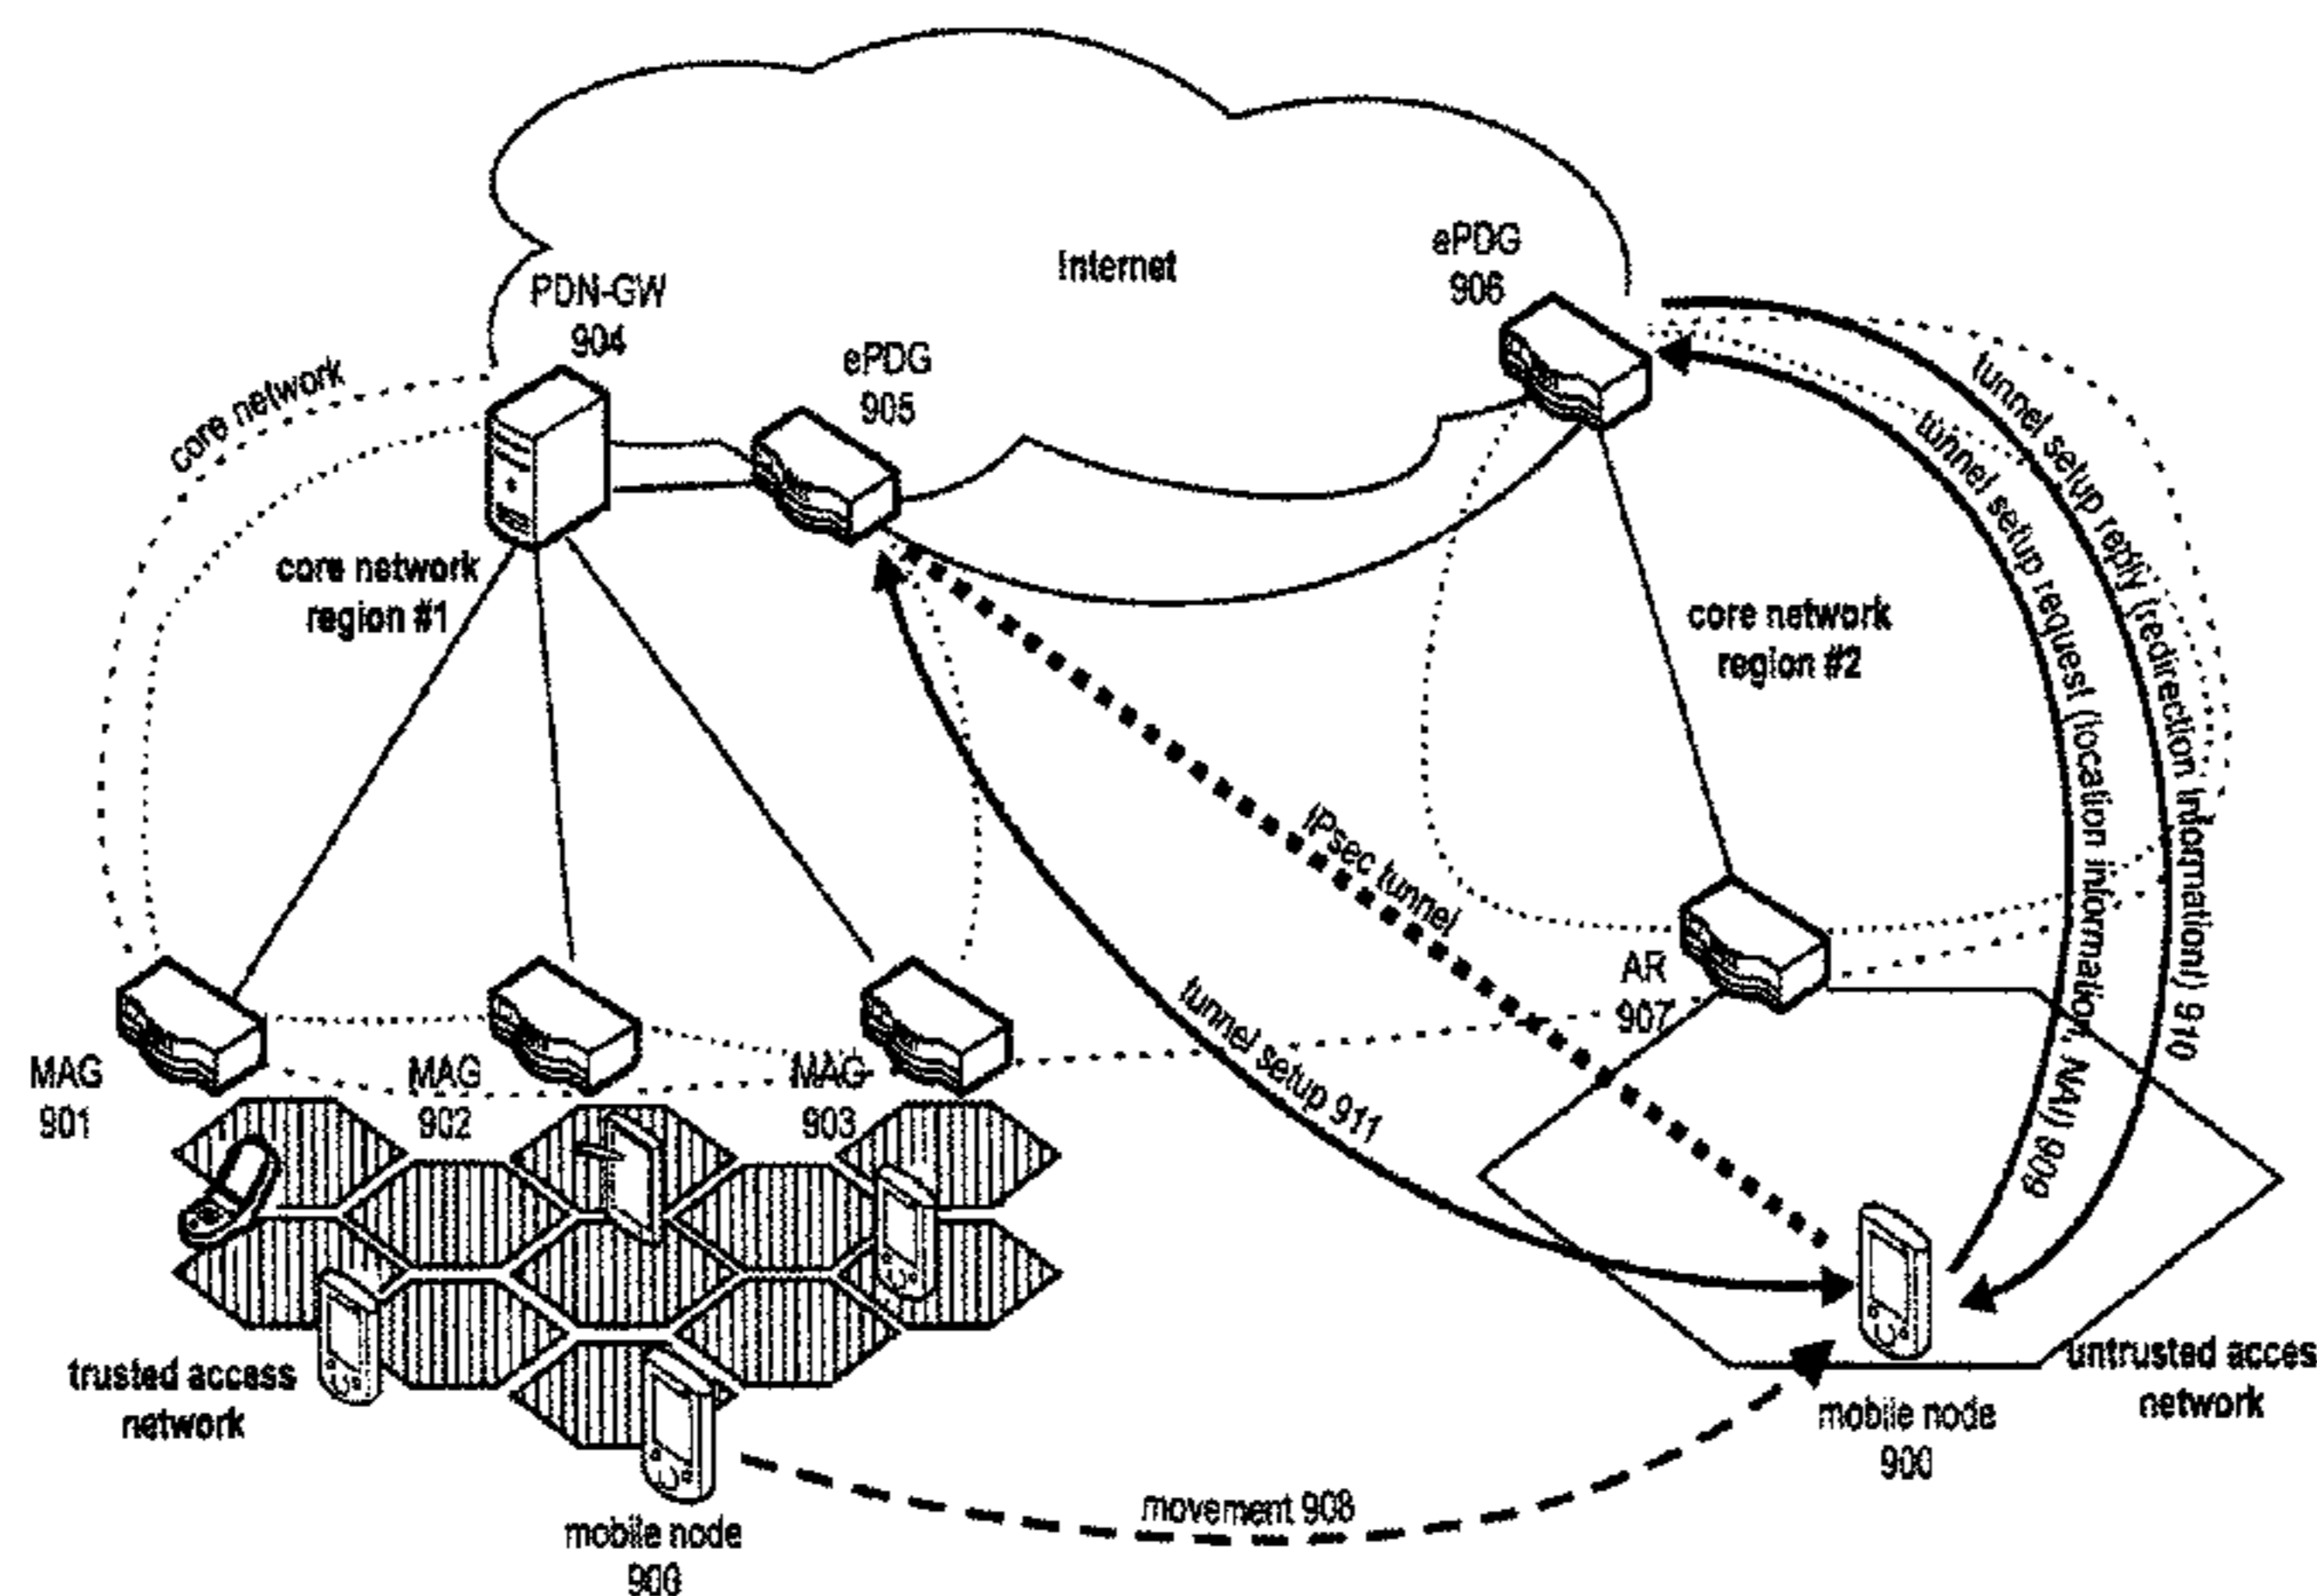 Internet
ePDG
906
PDN-GW
904
ePDG
905
core network
core network
region #1
core network
region #2
tunnel setup reply (redirection information) 910
tunnel setup request (location information, NAI) 909
IPsec tunnel
tunnel setup 911
AR
907
MAG
901
MAG
902
MAG
903
trusted access
network
untrusted acces
network
mobile node
900
mobile node
900
movement 908